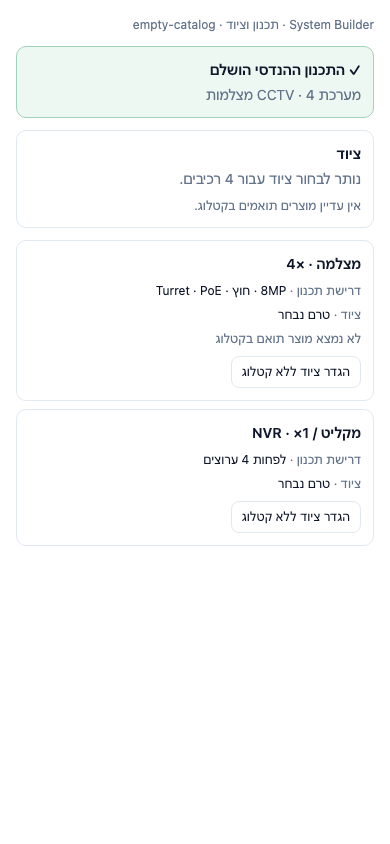 System Builder · תכנון וציוד · empty-catalog
✓ התכנון ההנדסי הושלם
מערכת CCTV · 4 מצלמות
ציוד
נותר לבחור ציוד עבור 4 רכיבים.
אין עדיין מוצרים תואמים בקטלוג.
מצלמה · ×4
דרישת תכנון · Turret · PoE · חוץ · 8MP
ציוד · טרם נבחר
לא נמצא מוצר תואם בקטלוג
הגדר ציוד ללא קטלוג
מקליט / NVR · ×1
דרישת תכנון · לפחות 4 ערוצים
ציוד · טרם נבחר
הגדר ציוד ללא קטלוג